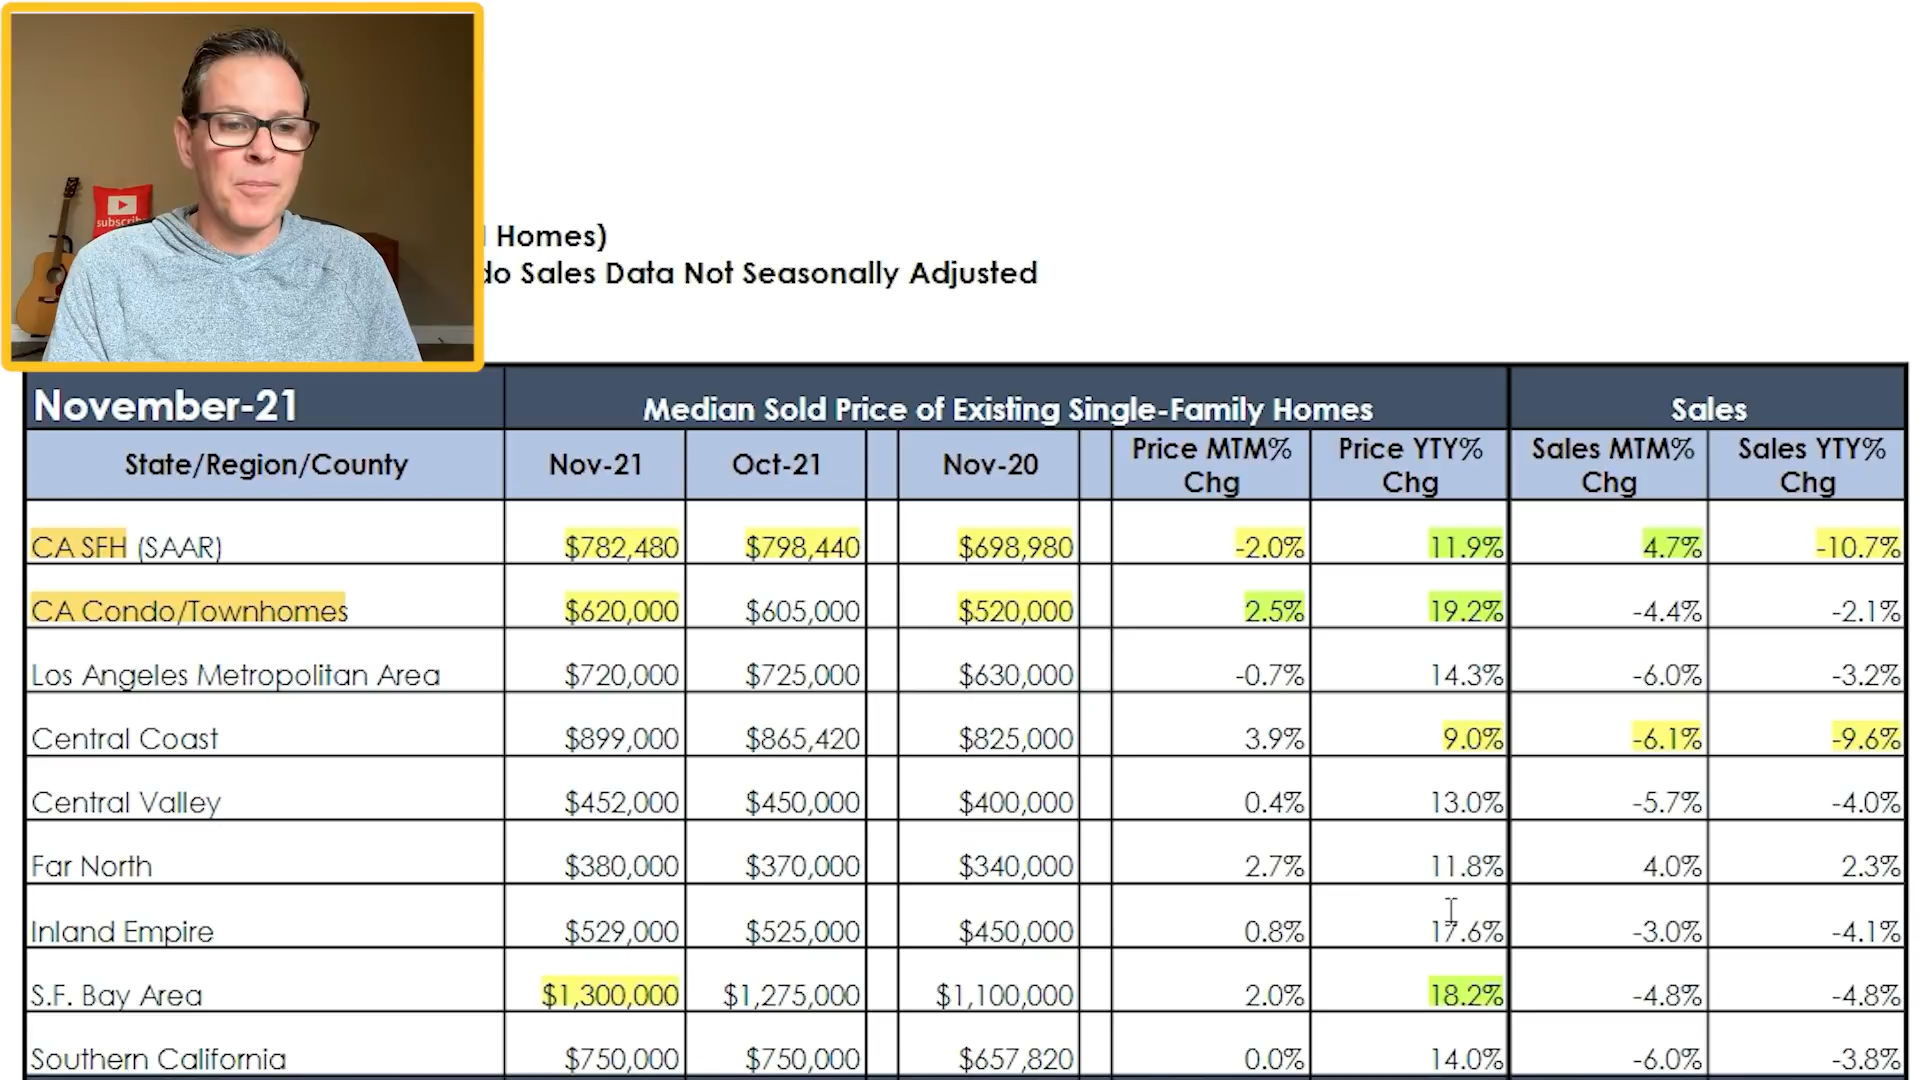 subscrib
Homes)
do Sales Data Not Seasonally Adjusted
November-21 Median Sold Price of Existing Single-Family Homes Sales
State/Region/County Nov-21 Oct-21 Nov-20 Price MTM% Chg Price YTY% Chg Sales MTM% Chg Sales YTY% Chg
CA SFH (SAAR) $782,480 $798,440 $698,980 -2.0% 11.9% 4.7% -10.7%
CA Condo/Townhomes $620,000 $605,000 $520,000 2.5% 19.2% -4.4% -2.1%
Los Angeles Metropolitan Area $720,000 $725,000 $630,000 -0.7% 14.3% -6.0% -3.2%
Central Coast $899,000 $865,420 $825,000 3.9% 9.0% -6.1% -9.6%
Central Valley $452,000 $450,000 $400,000 0.4% 13.0% -5.7% -4.0%
Far North $380,000 $370,000 $340,000 2.7% 11.8% 4.0% 2.3%
Inland Empire $529,000 $525,000 $450,000 0.8% 17.6% -3.0% -4.1%
S.F. Bay Area $1,300,000 $1,275,000 $1,100,000 2.0% 18.2% -4.8% -4.8%
Southern California $750,000 $750,000 $657,820 0.0% 14.0% -6.0% -3.8%